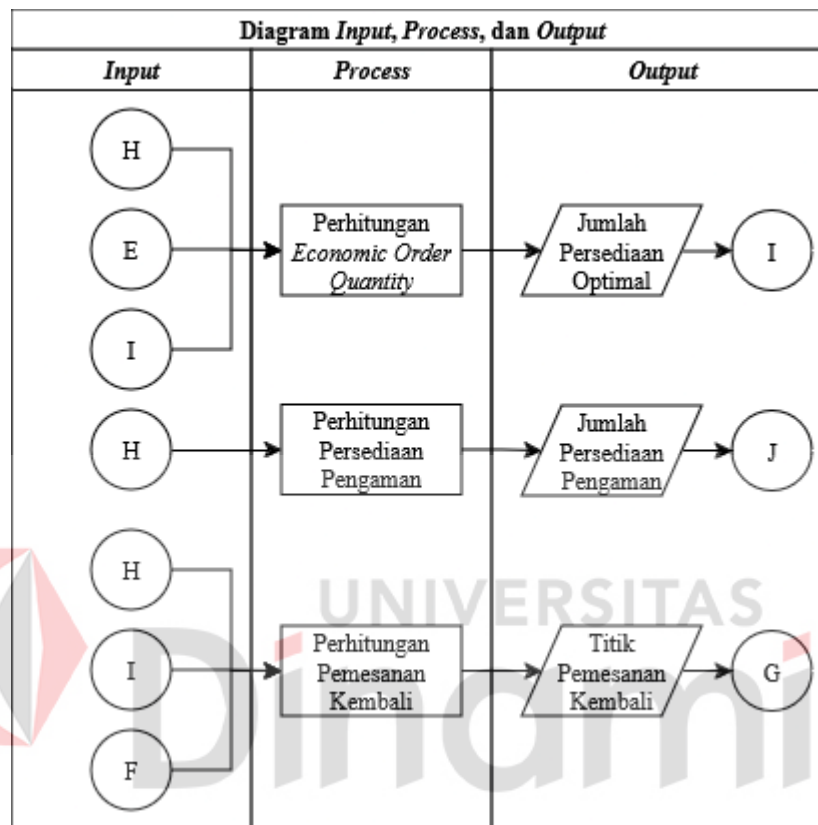 Diagram Input, Process, dan Output
Input
Process
Output
H
E
I
Perhitungan
Economic Order
Quantity
Jumlah
Persediaan
Optimal
I
H
Perhitungan
Persediaan
Pengaman
Jumlah
Persediaan
Pengaman
J
H
I
F
Perhitungan
Pemesanan
Kembali
Titik
Pemesanan
Kembali
G
UNIVERSITAS
Dinami